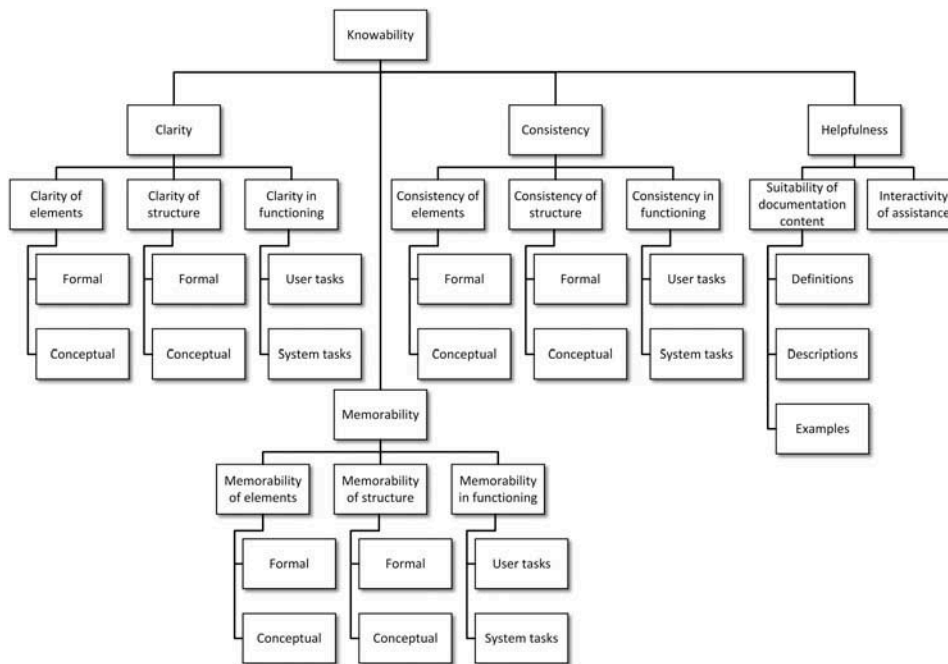 Knowability
Clarity
Consistency
Helpfulness
Clarity of
elements
Clarity of
structure
Clarity in
functioning
Consistency of
elements
Consistency of
structure
Consistency in
functioning
Suitability of
documentation
content
Interactivity
of assistance
Formal
Formal
User tasks
Formal
Formal
User tasks
Definitions
Conceptual
Conceptual
System tasks
Conceptual
Conceptual
System tasks
Descriptions
Examples
Memorability
Memorability
of elements
Memorability
of structure
Memorability
in functioning
Formal
Formal
User tasks
Conceptual
Conceptual
System tasks